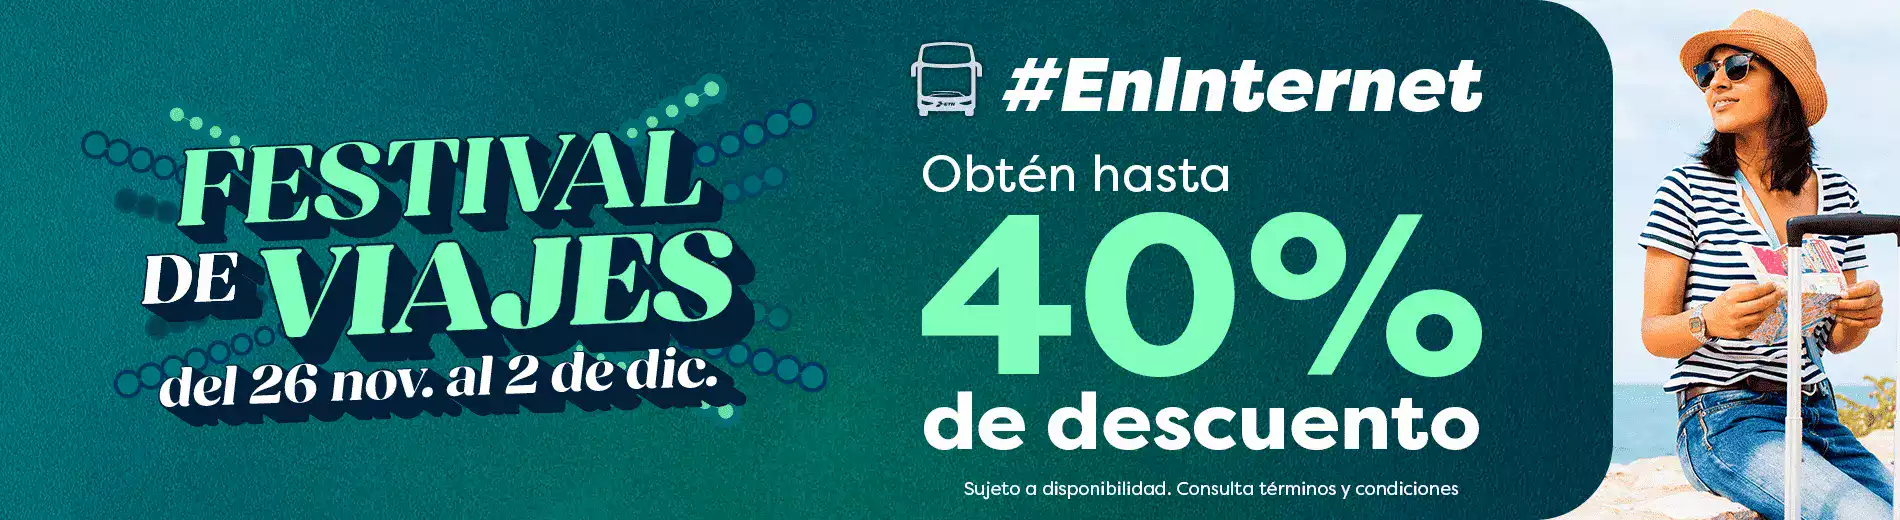 FESTIVAL
DE VIAJES
del 26 nov. al 2 de dic.
#EnInternet
Obtén hasta
40%
de descuento
Sujeto a disponibilidad. Consulta términos y condiciones